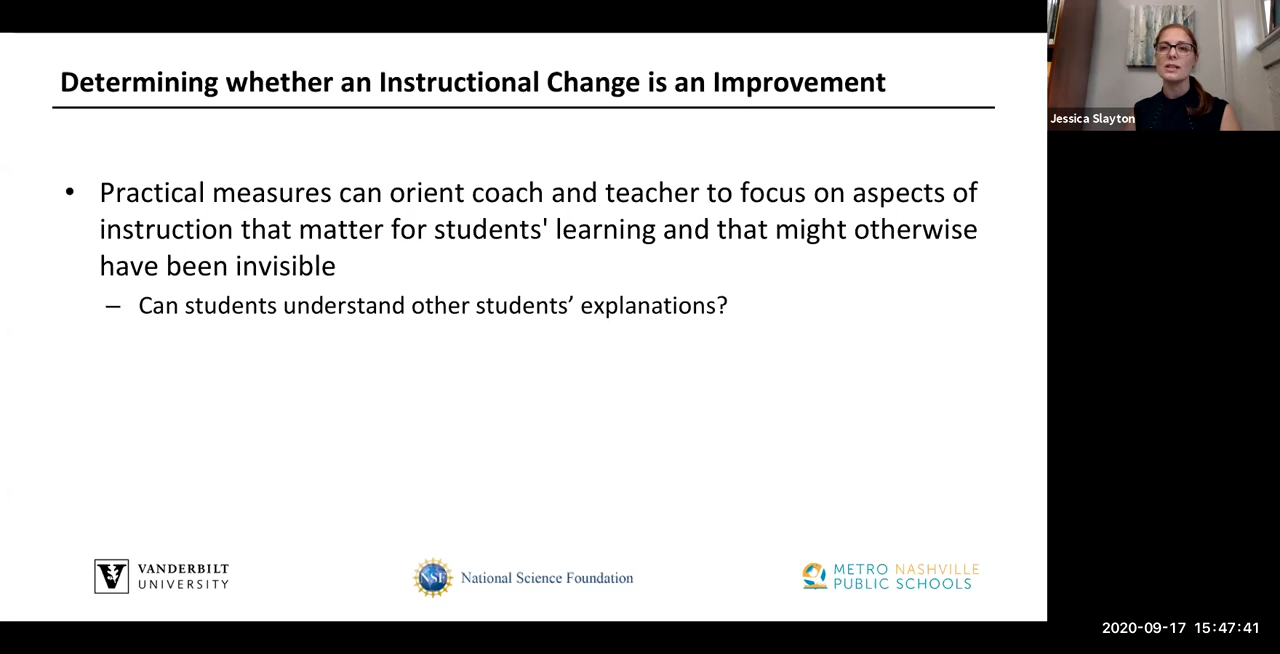 Determining whether an Instructional Change is an Improvement
Jessica Slayton
• Practical measures can orient coach and teacher to focus on aspects of
instruction that matter for students' learning and that might otherwise
have been invisible
– Can students understand other students’ explanations?
V VANDERBILT
UNIVERSITY
NSF National Science Foundation
METRO NASHVILLE
PUBLIC SCHOOLS
2020-09-17 15:47:41